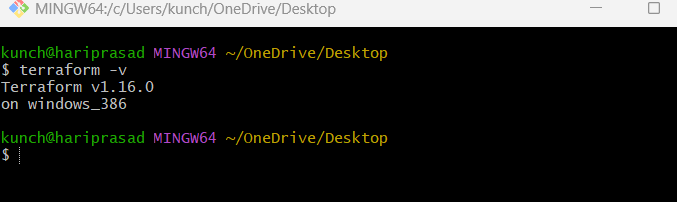 MINGW64:/c/Users/kunch/OneDrive/Desktop
kunch@hariprasad MINGW64 ~/OneDrive/Desktop
$ terraform -v
Terraform v1.16.0
on windows_386
kunch@hariprasad MINGW64 ~/OneDrive/Desktop
$